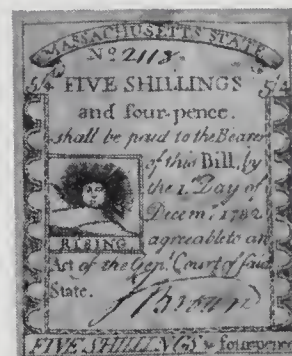 MASSACHUSETTS STATE
No 2118.
5/4 5/4
FIVE SHILLINGS
and four-pence.
shall be paid to the Bearer
of this Bill, by
the 1. Day of
Decem. 1782
RISING
agreeable to an
Act of the Gen. Court of said
State.
FIVE SHILLINGS & fourpence